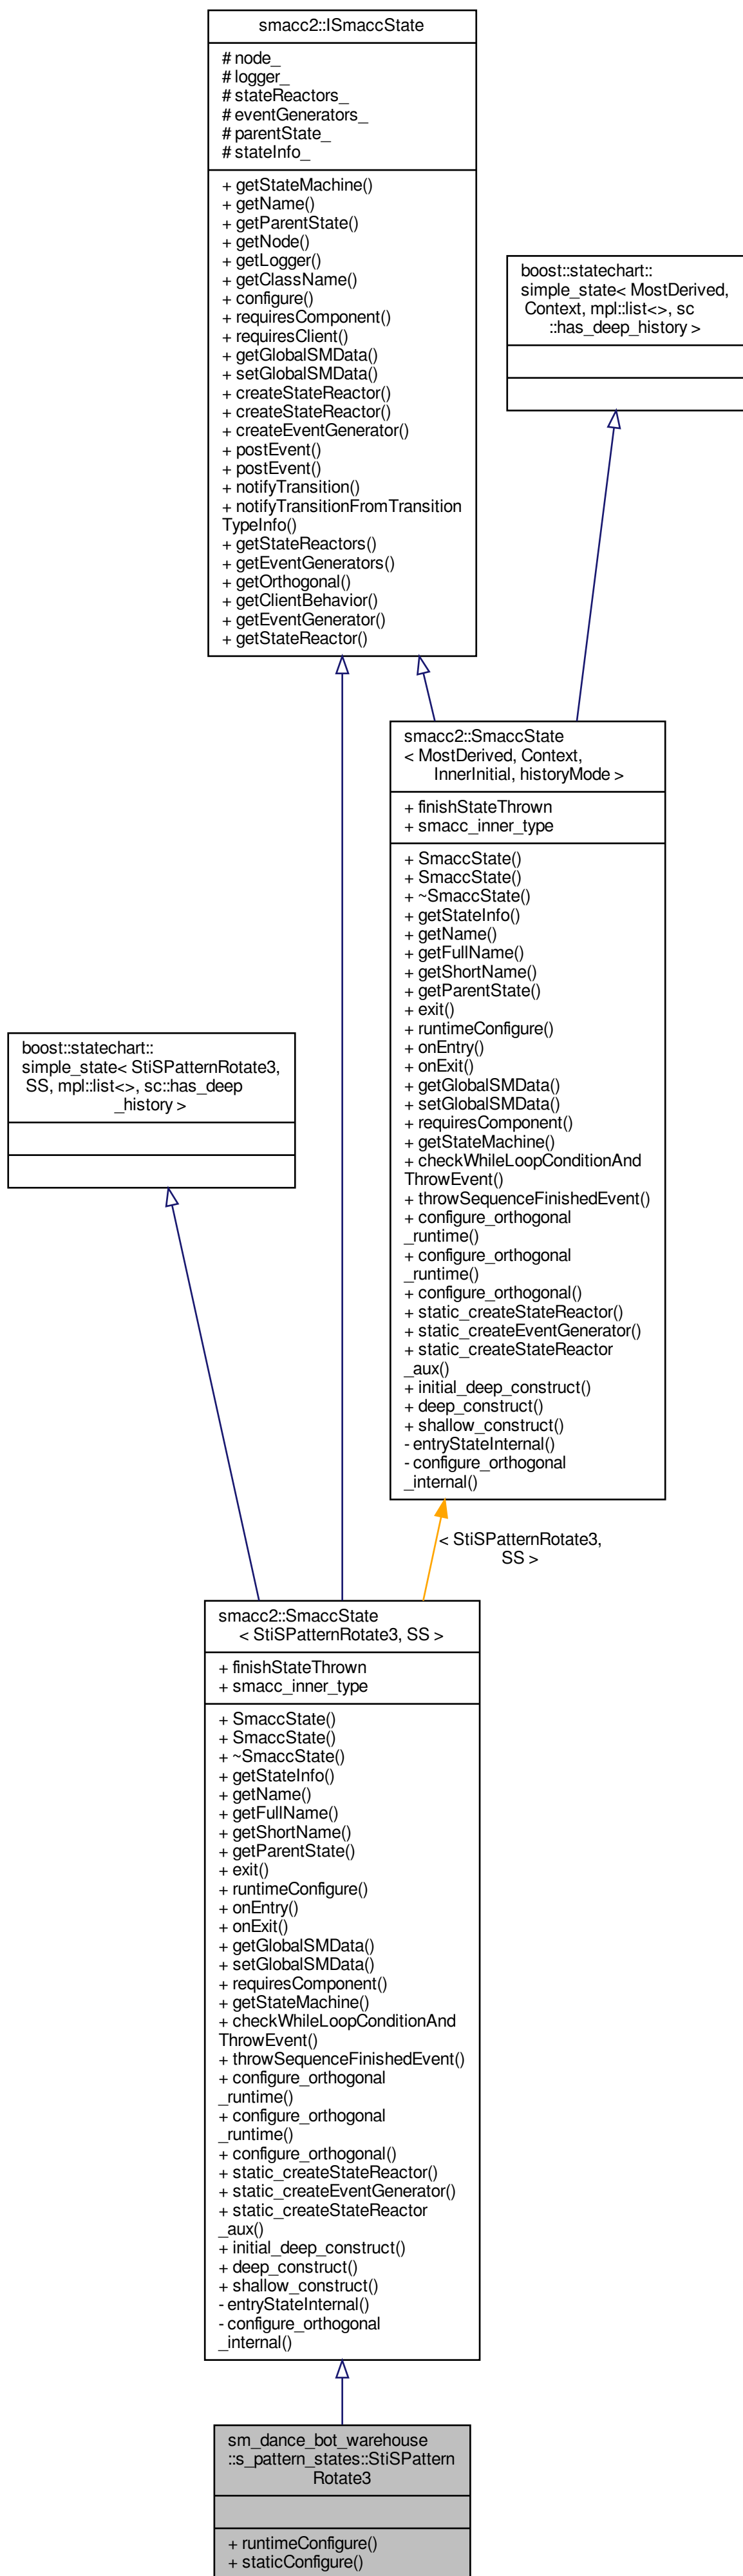 smacc2::ISmaccState
# node_
# logger_
# stateReactors_
# eventGenerators_
# parentState_
# stateInfo_
+ getStateMachine()
+ getName()
+ getParentState()
+ getNode()
+ getLogger()
+ getClassName()
+ configure()
+ requiresComponent()
+ requiresClient()
+ getGlobalSMData()
+ setGlobalSMData()
+ createStateReactor()
+ createStateReactor()
+ createEventGenerator()
+ postEvent()
+ postEvent()
+ notifyTransition()
+ notifyTransitionFromTransition
TypeInfo()
+ getStateReactors()
+ getEventGenerators()
+ getOrthogonal()
+ getClientBehavior()
+ getEventGenerator()
+ getStateReactor()
boost::statechart::
simple_state< MostDerived,
Context, mpl::list<>, sc
::has_deep_history >
smacc2::SmaccState
< MostDerived, Context,
InnerInitial, historyMode >
+ finishStateThrown
+ smacc_inner_type
+ SmaccState()
+ SmaccState()
+ ~SmaccState()
+ getStateInfo()
+ getName()
+ getFullName()
+ getShortName()
+ getParentState()
+ exit()
+ runtimeConfigure()
+ onEntry()
+ onExit()
+ getGlobalSMData()
+ setGlobalSMData()
+ requiresComponent()
+ getStateMachine()
+ checkWhileLoopConditionAnd
ThrowEvent()
+ throwSequenceFinishedEvent()
+ configure_orthogonal
_runtime()
+ configure_orthogonal
_runtime()
+ configure_orthogonal()
+ static_createStateReactor()
+ static_createEventGenerator()
+ static_createStateReactor
_aux()
+ initial_deep_construct()
+ deep_construct()
+ shallow_construct()
- entryStateInternal()
- configure_orthogonal
_internal()
boost::statechart::
simple_state< StiSPatternRotate3,
SS, mpl::list<>, sc::has_deep
_history >
< StiSPatternRotate3,
SS >
smacc2::SmaccState
< StiSPatternRotate3, SS >
+ finishStateThrown
+ smacc_inner_type
+ SmaccState()
+ SmaccState()
+ ~SmaccState()
+ getStateInfo()
+ getName()
+ getFullName()
+ getShortName()
+ getParentState()
+ exit()
+ runtimeConfigure()
+ onEntry()
+ onExit()
+ getGlobalSMData()
+ setGlobalSMData()
+ requiresComponent()
+ getStateMachine()
+ checkWhileLoopConditionAnd
ThrowEvent()
+ throwSequenceFinishedEvent()
+ configure_orthogonal
_runtime()
+ configure_orthogonal
_runtime()
+ configure_orthogonal()
+ static_createStateReactor()
+ static_createEventGenerator()
+ static_createStateReactor
_aux()
+ initial_deep_construct()
+ deep_construct()
+ shallow_construct()
- entryStateInternal()
- configure_orthogonal
_internal()
sm_dance_bot_warehouse
::s_pattern_states::StiSPattern
Rotate3
+ runtimeConfigure()
+ staticConfigure()